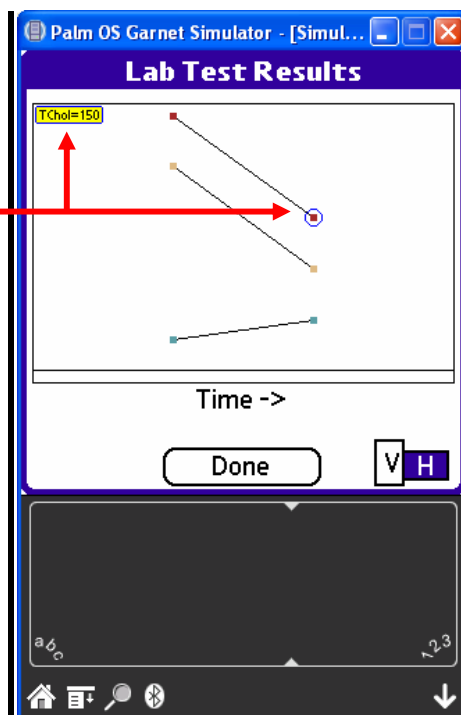 Palm OS Garnet Simulator - [Simul...
Lab Test Results
TChol=150
Time ->
Done
V H
abc
123